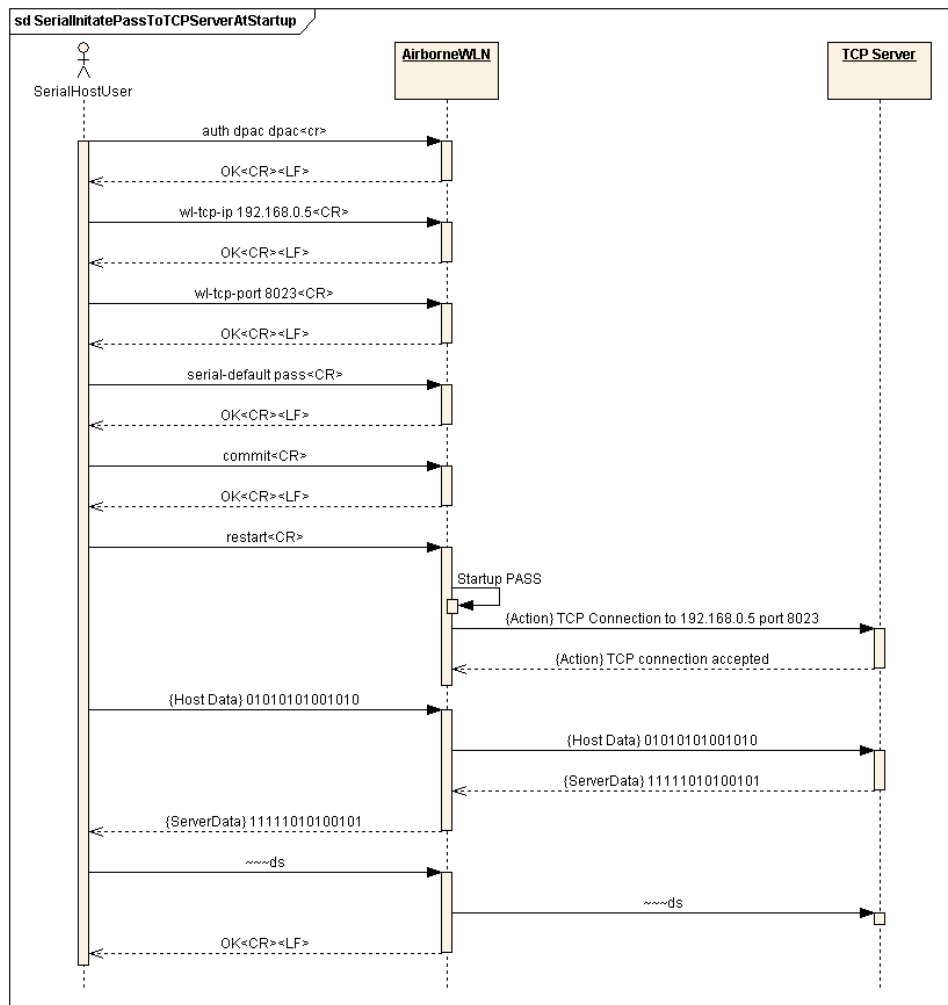 sd SerialInitatePassToTCPServerAtStartup
SerialHostUser
AirborneWLN
TCP Server
auth dpac dpac<cr>
OK<CR><LF>
wl-tcp-ip 192.168.0.5<CR>
OK<CR><LF>
wl-tcp-port 8023<CR>
OK<CR><LF>
serial-default pass<CR>
OK<CR><LF>
commit<CR>
OK<CR><LF>
restart<CR>
Startup PASS
{Action} TCP Connection to 192.168.0.5 port 8023
{Action} TCP connection accepted
{Host Data} 01010101001010
{Host Data} 01010101001010
{ServerData} 11111010100101
{ServerData} 11111010100101
~~~ds
~~~ds
OK<CR><LF>